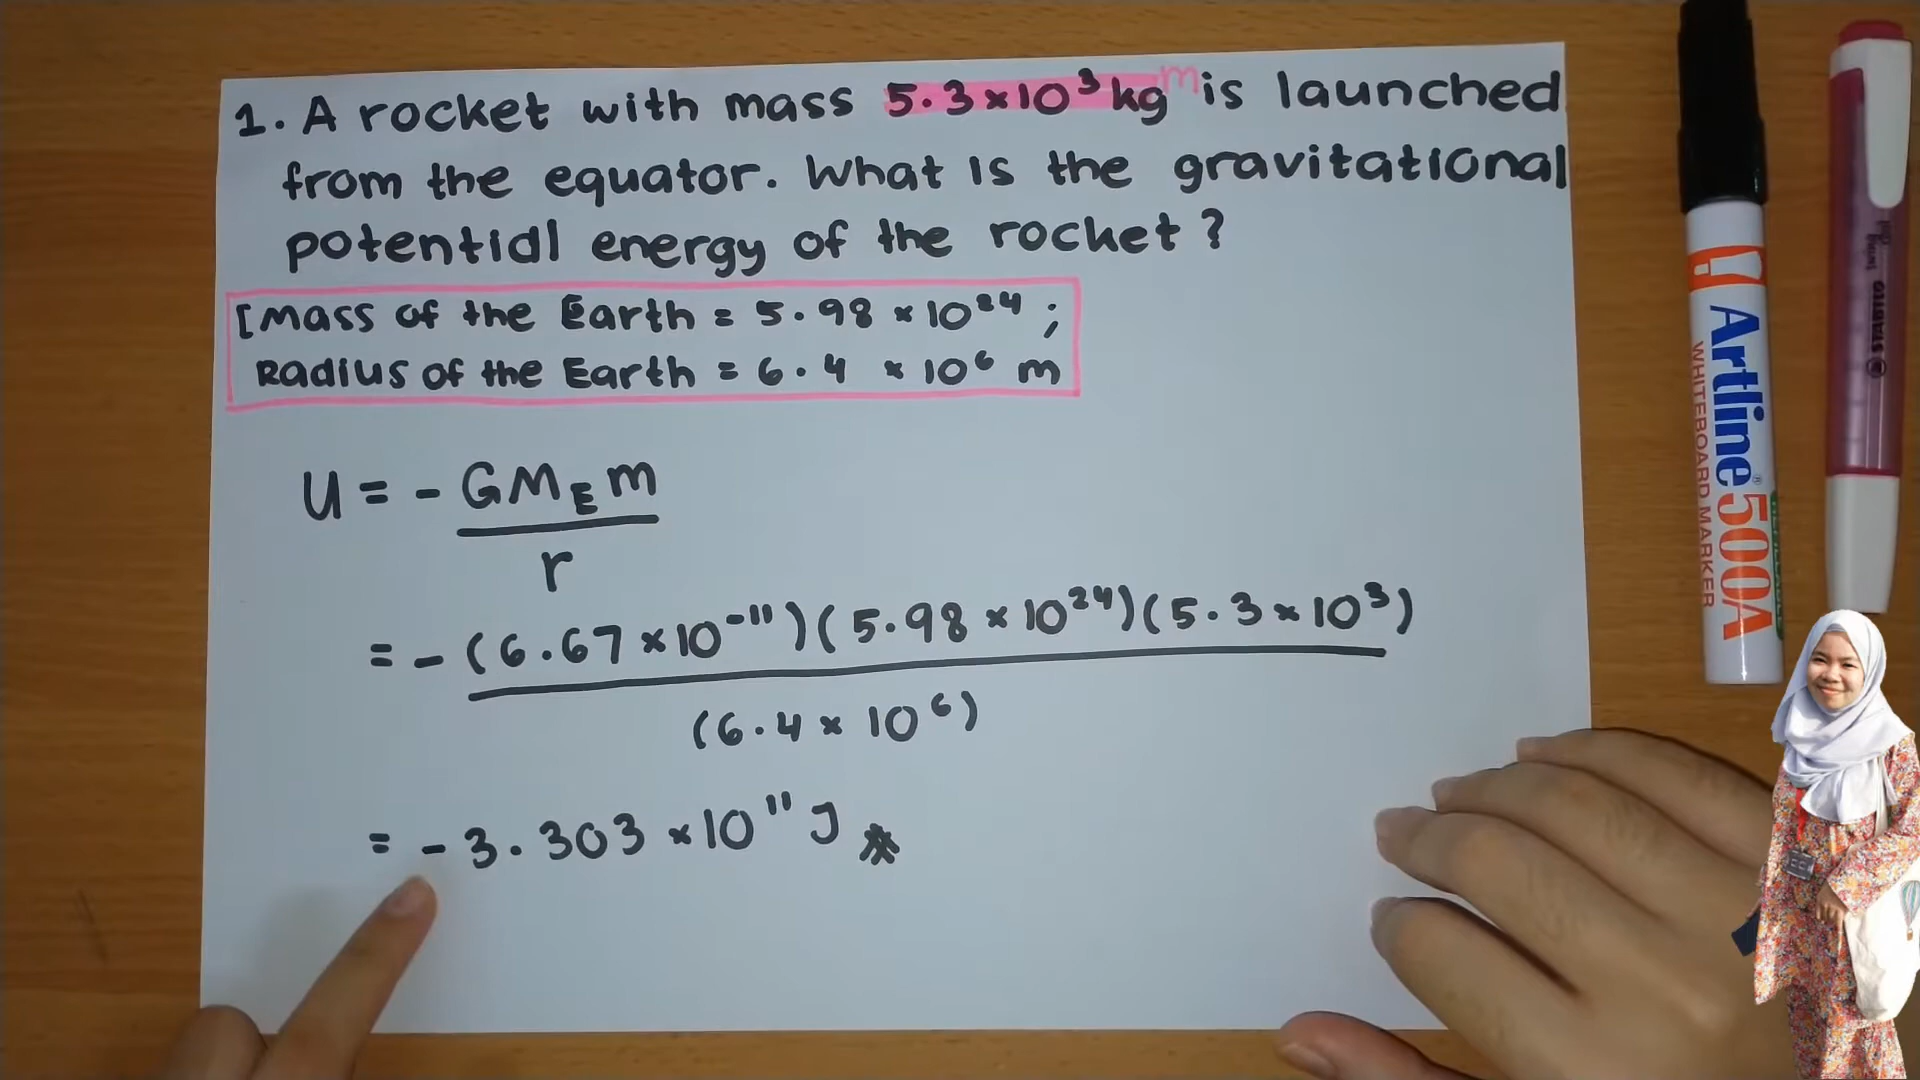 1. A rocket with mass 5.3×10³ kg m is launched
from the equator. What is the gravitational
potential energy of the rocket?
[Mass of the Earth = 5.98 × 10²⁴ ;
Radius of the Earth = 6.4 × 10⁶ m
U = - GM_E m
r
= - (6.67 × 10⁻¹¹)(5.98 × 10²⁴)(5.3 × 10³)
(6.4 × 10⁶)
= - 3.303 × 10¹¹ J
Artline 500A
WHITEBOARD MARKER
STABILO
swing